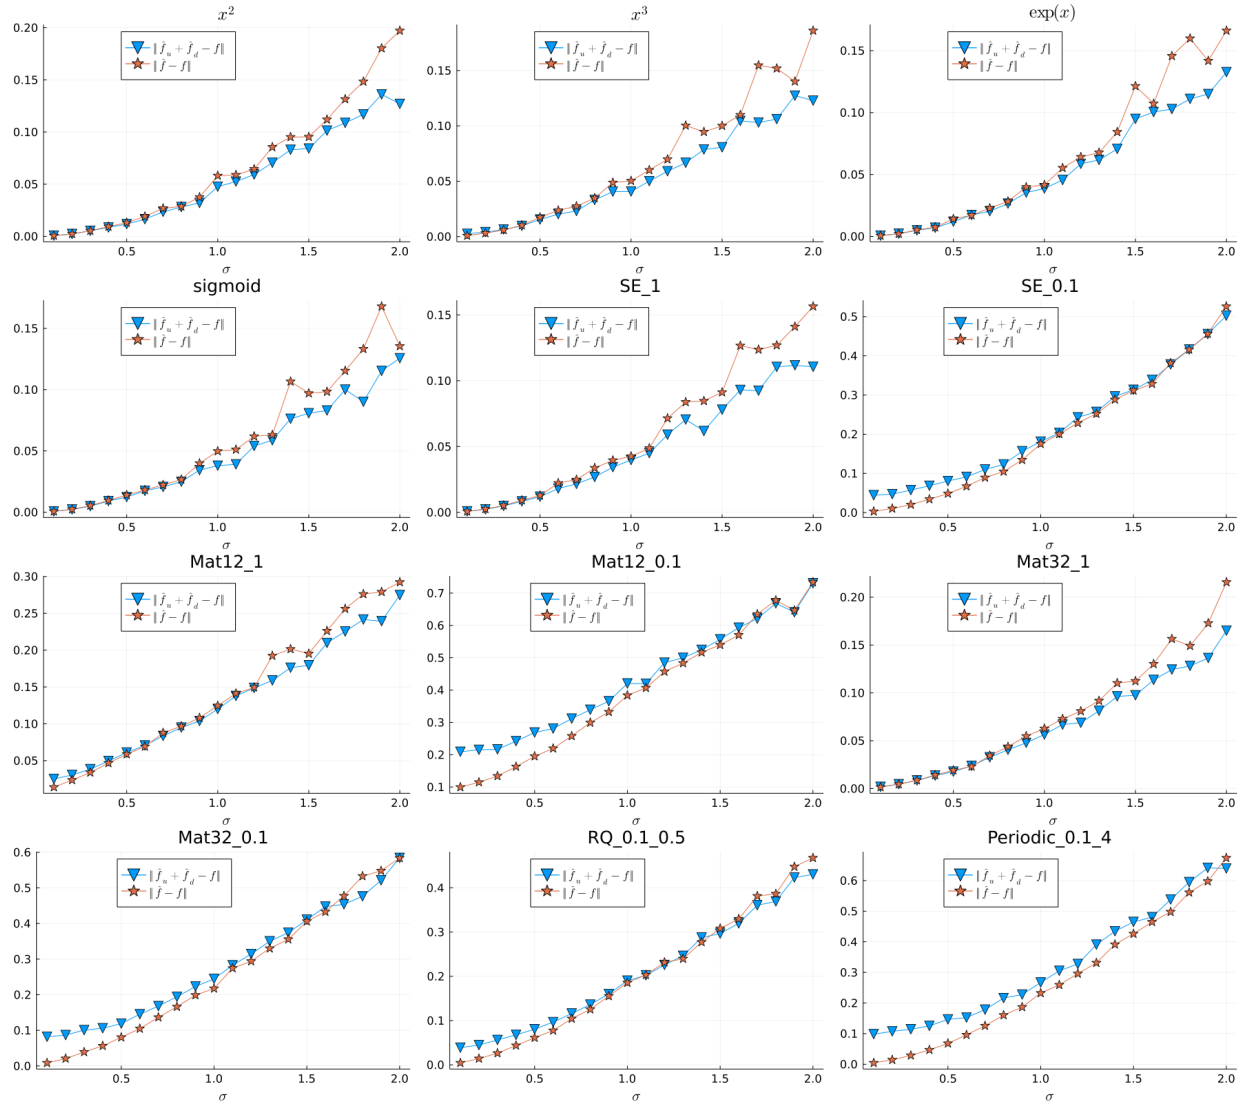 x²
0.20
0.15
0.10
0.05
0.00
‖ f̂_u + f̂_d − f‖
‖ f̂ − f‖
0.5 1.0 1.5 2.0
σ
x³
0.15
0.10
0.05
0.00
‖ f̂_u + f̂_d − f‖
‖ f̂ − f‖
0.5 1.0 1.5 2.0
σ
exp(x)
0.15
0.10
0.05
0.00
‖ f̂_u + f̂_d − f‖
‖ f̂ − f‖
0.5 1.0 1.5 2.0
σ
sigmoid
0.15
0.10
0.05
0.00
‖ f̂_u + f̂_d − f‖
‖ f̂ − f‖
0.5 1.0 1.5 2.0
σ
SE_1
0.15
0.10
0.05
0.00
‖ f̂_u + f̂_d − f‖
‖ f̂ − f‖
0.5 1.0 1.5 2.0
σ
SE_0.1
0.5
0.4
0.3
0.2
0.1
0.0
‖ f̂_u + f̂_d − f‖
‖ f̂ − f‖
0.5 1.0 1.5 2.0
σ
Mat12_1
0.30
0.25
0.20
0.15
0.10
0.05
‖ f̂_u + f̂_d − f‖
‖ f̂ − f‖
0.5 1.0 1.5 2.0
σ
Mat12_0.1
0.7
0.6
0.5
0.4
0.3
0.2
0.1
‖ f̂_u + f̂_d − f‖
‖ f̂ − f‖
0.5 1.0 1.5 2.0
σ
Mat32_1
0.20
0.15
0.10
0.05
0.00
‖ f̂_u + f̂_d − f‖
‖ f̂ − f‖
0.5 1.0 1.5 2.0
σ
Mat32_0.1
0.6
0.5
0.4
0.3
0.2
0.1
0.0
‖ f̂_u + f̂_d − f‖
‖ f̂ − f‖
0.5 1.0 1.5 2.0
σ
RQ_0.1_0.5
0.4
0.3
0.2
0.1
0.0
‖ f̂_u + f̂_d − f‖
‖ f̂ − f‖
0.5 1.0 1.5 2.0
σ
Periodic_0.1_4
0.6
0.5
0.4
0.3
0.2
0.1
0.0
‖ f̂_u + f̂_d − f‖
‖ f̂ − f‖
0.5 1.0 1.5 2.0
σ